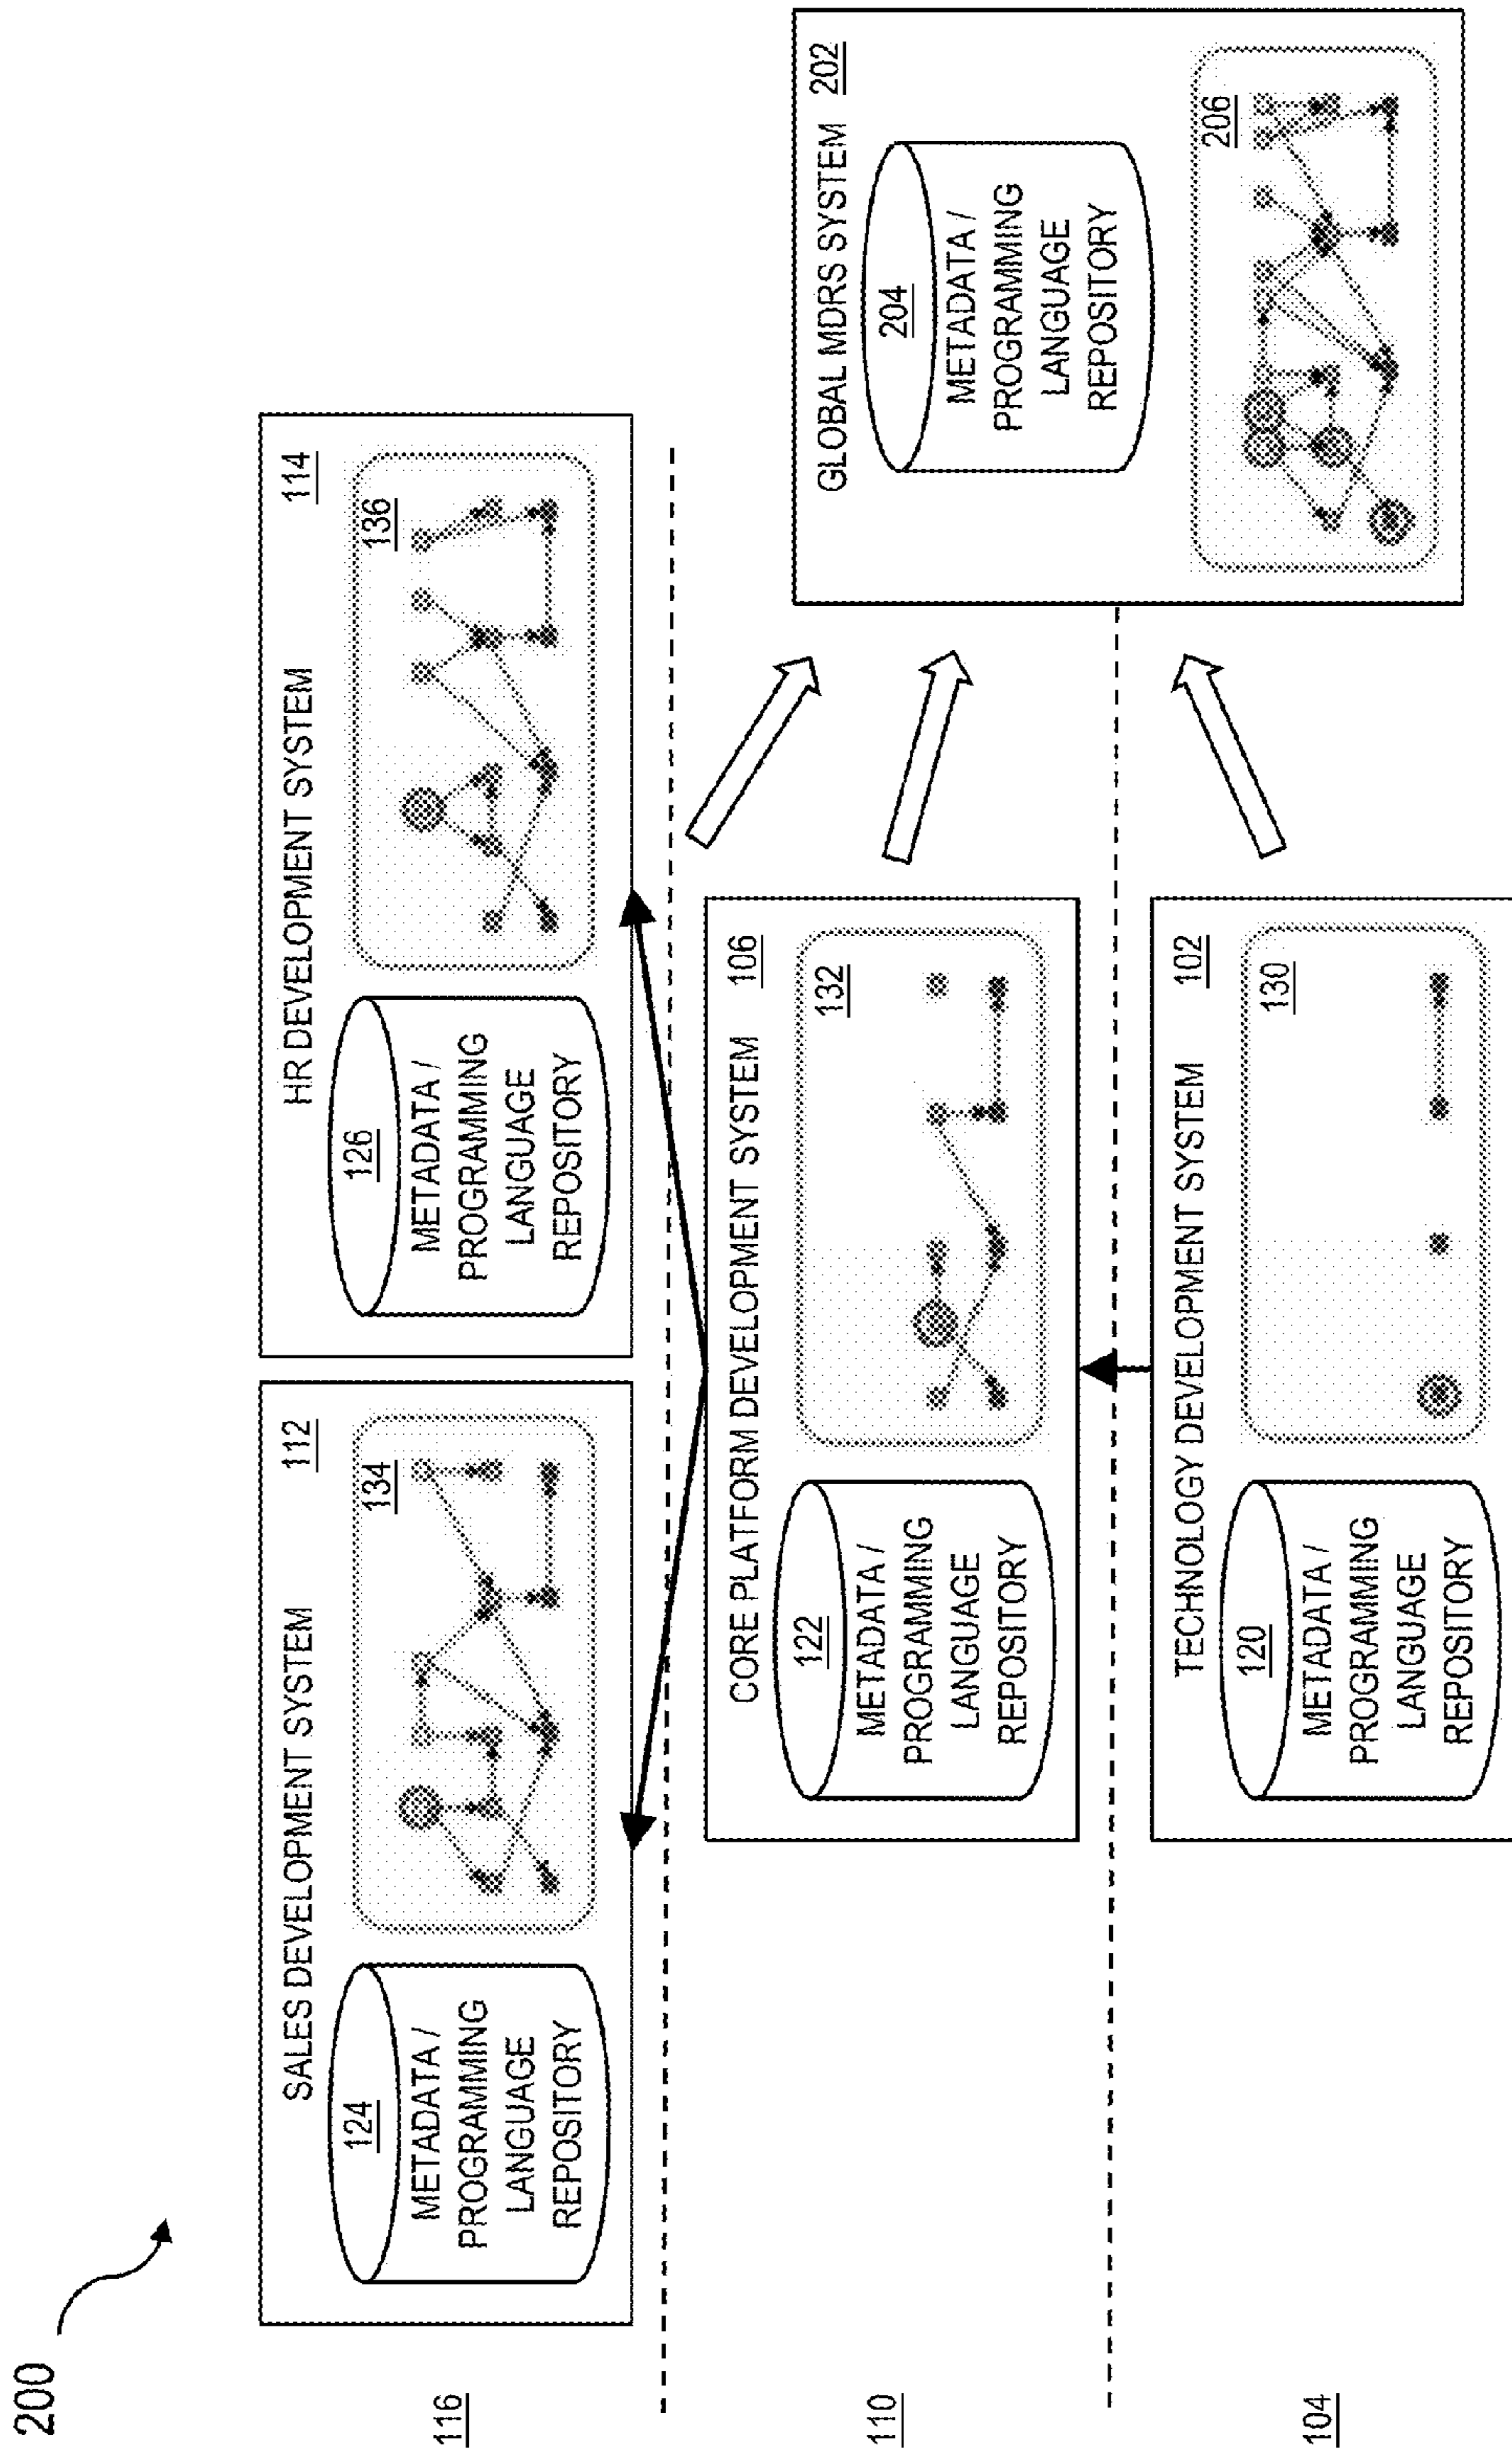 200
116
SALES DEVELOPMENT SYSTEM
112
124
METADATA /
PROGRAMMING
LANGUAGE
REPOSITORY
134
HR DEVELOPMENT SYSTEM
114
126
METADATA /
PROGRAMMING
LANGUAGE
REPOSITORY
136
110
CORE PLATFORM DEVELOPMENT SYSTEM
106
122
METADATA /
PROGRAMMING
LANGUAGE
REPOSITORY
132
GLOBAL MDRS SYSTEM
202
204
METADATA /
PROGRAMMING
LANGUAGE
REPOSITORY
206
104
TECHNOLOGY DEVELOPMENT SYSTEM
102
120
METADATA /
PROGRAMMING
LANGUAGE
REPOSITORY
130